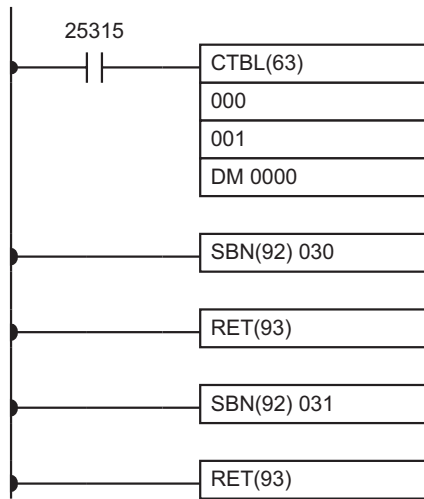 25315
CTBL(63)
000
001
DM 0000
SBN(92) 030
RET(93)
SBN(92) 031
RET(93)